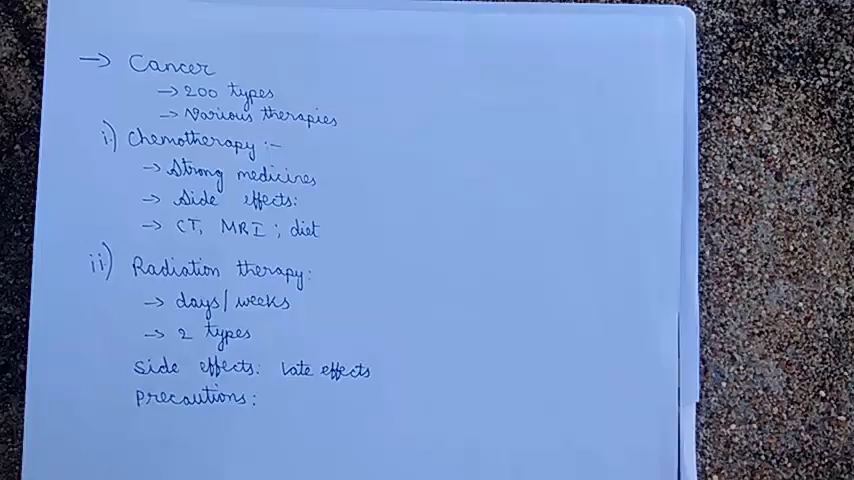 → Cancer
→ 200 types
→ Various therapies
i) Chemotherapy :-
→ Strong medicines
→ Side effects:
→ CT, MRI ; diet
ii) Radiation therapy:
→ days/weeks
→ 2 types
Side effects: Late effects
Precautions: